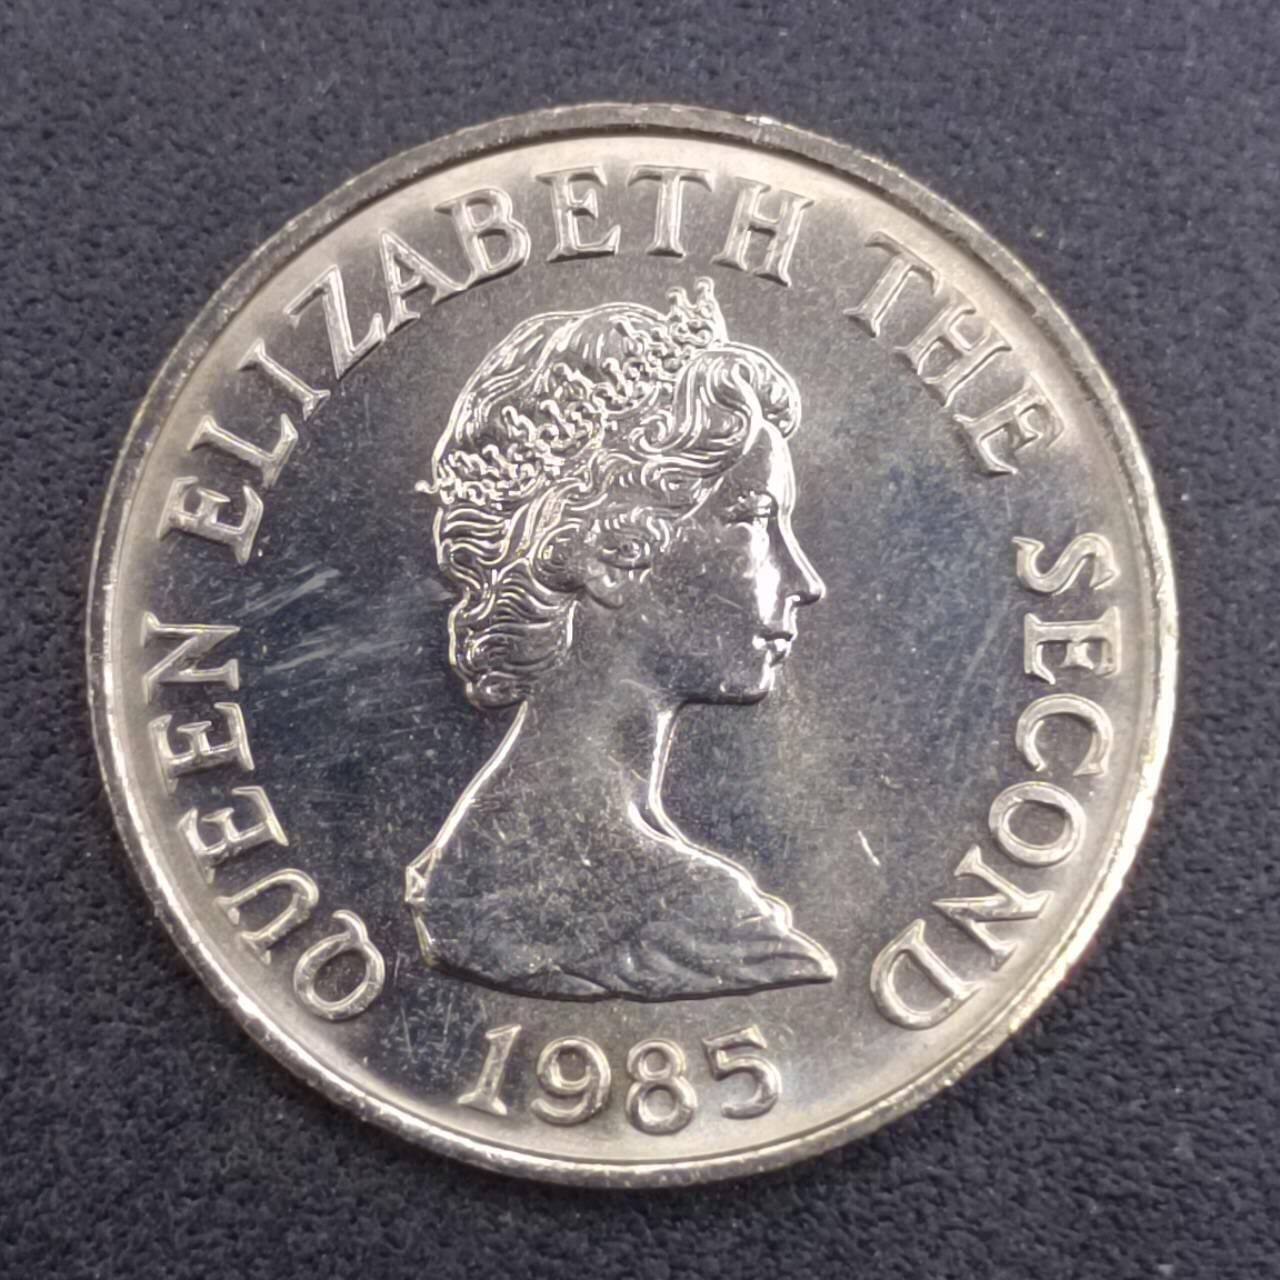 QUEEN ELIZABETH THE SECOND
1985